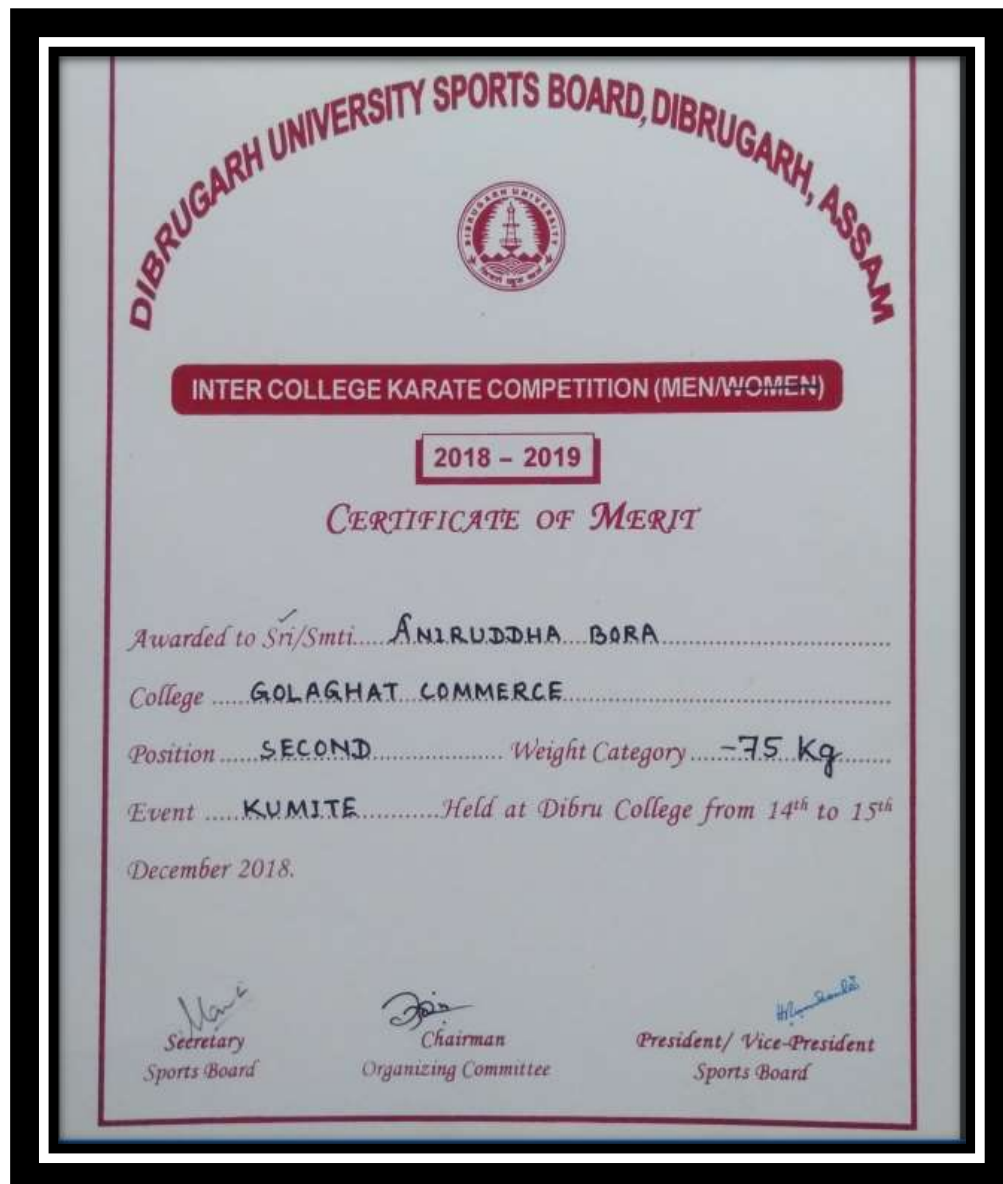 DIBRUGARH UNIVERSITY SPORTS BOARD, DIBRUGARH, ASSAM
DIBRUGARH UNIVERSITY
INTER COLLEGE KARATE COMPETITION (MEN/WOMEN)
2018 – 2019
CERTIFICATE OF MERIT
Awarded to Sri/Smti.... ANIRUDDHA BORA
College ...... GOLAGHAT COMMERCE
Position ...... SECOND ...... Weight Category ...... -75 Kg
Event ..... KUMITE ........... Held at Dibru College from 14th to 15th
December 2018.
Secretary Chairman President/ Vice-President
Sports Board Organizing Committee Sports Board